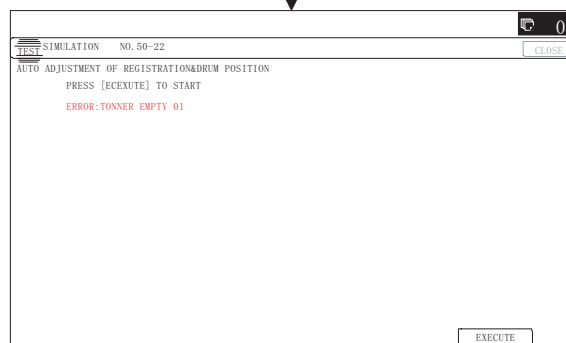 0
TEST SIMULATION NO. 50-22
CLOSE
AUTO ADJUSTMENT OF REGISTRATION&DRUM POSITION
PRESS [ECEXUTE] TO START
ERROR:TONNER EMPTY 01
EXECUTE